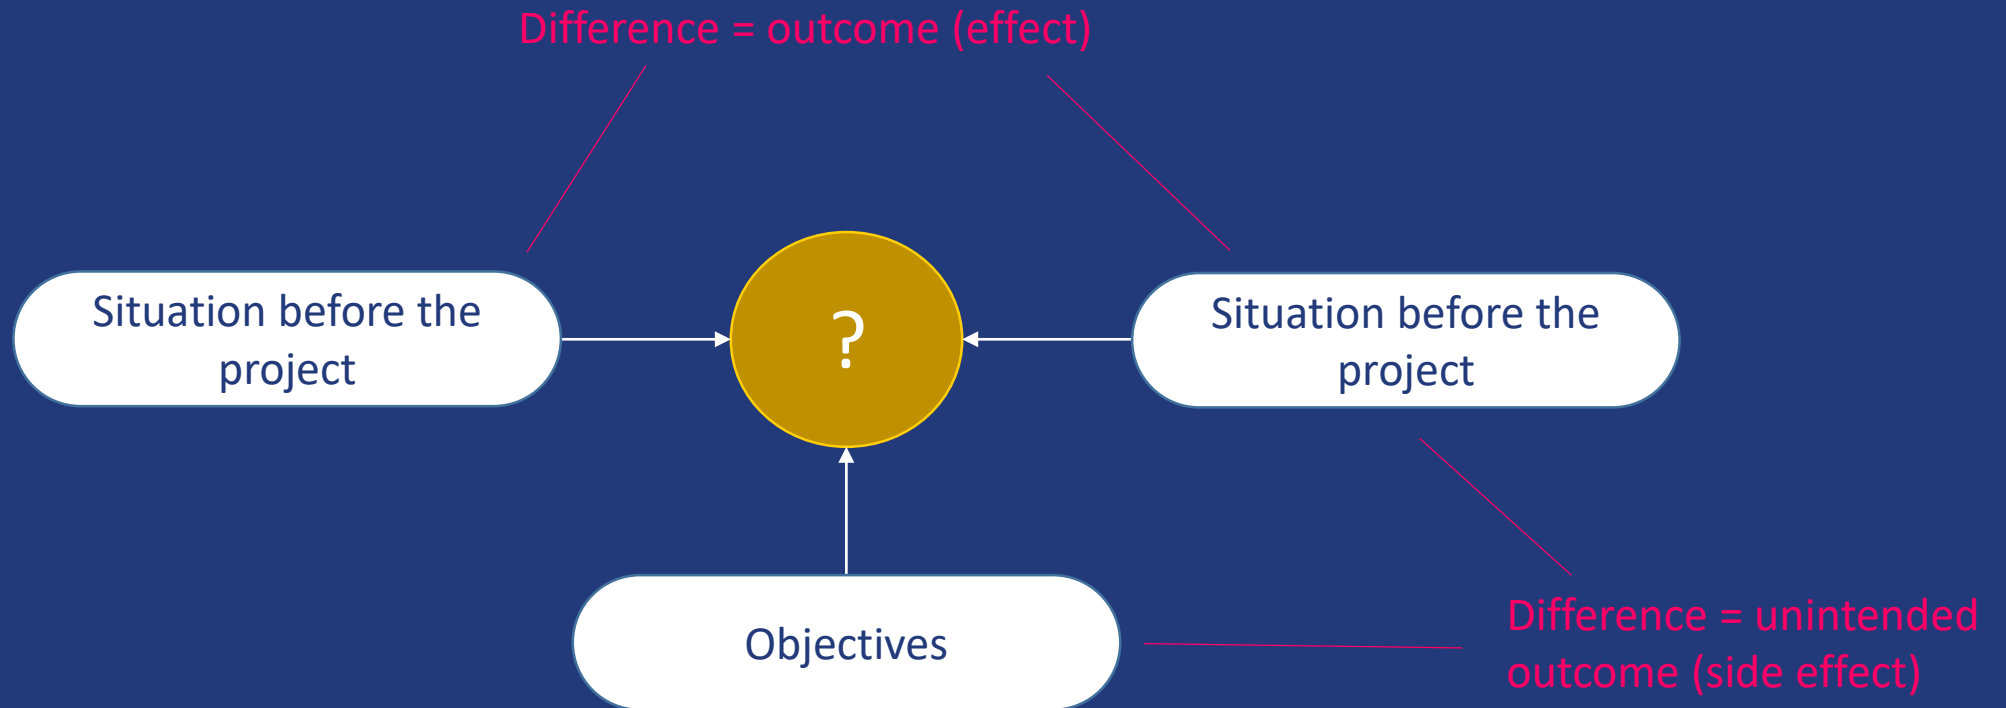 Difference = outcome (effect)
Situation before the
project
?
Situation before the
project
Objectives
Difference = unintended
outcome (side effect)